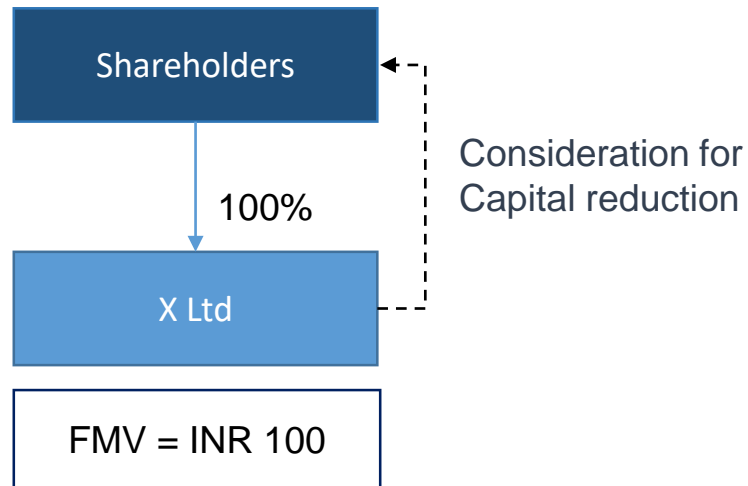 Shareholders
Consideration for
Capital reduction
100%
X Ltd
FMV = INR 100